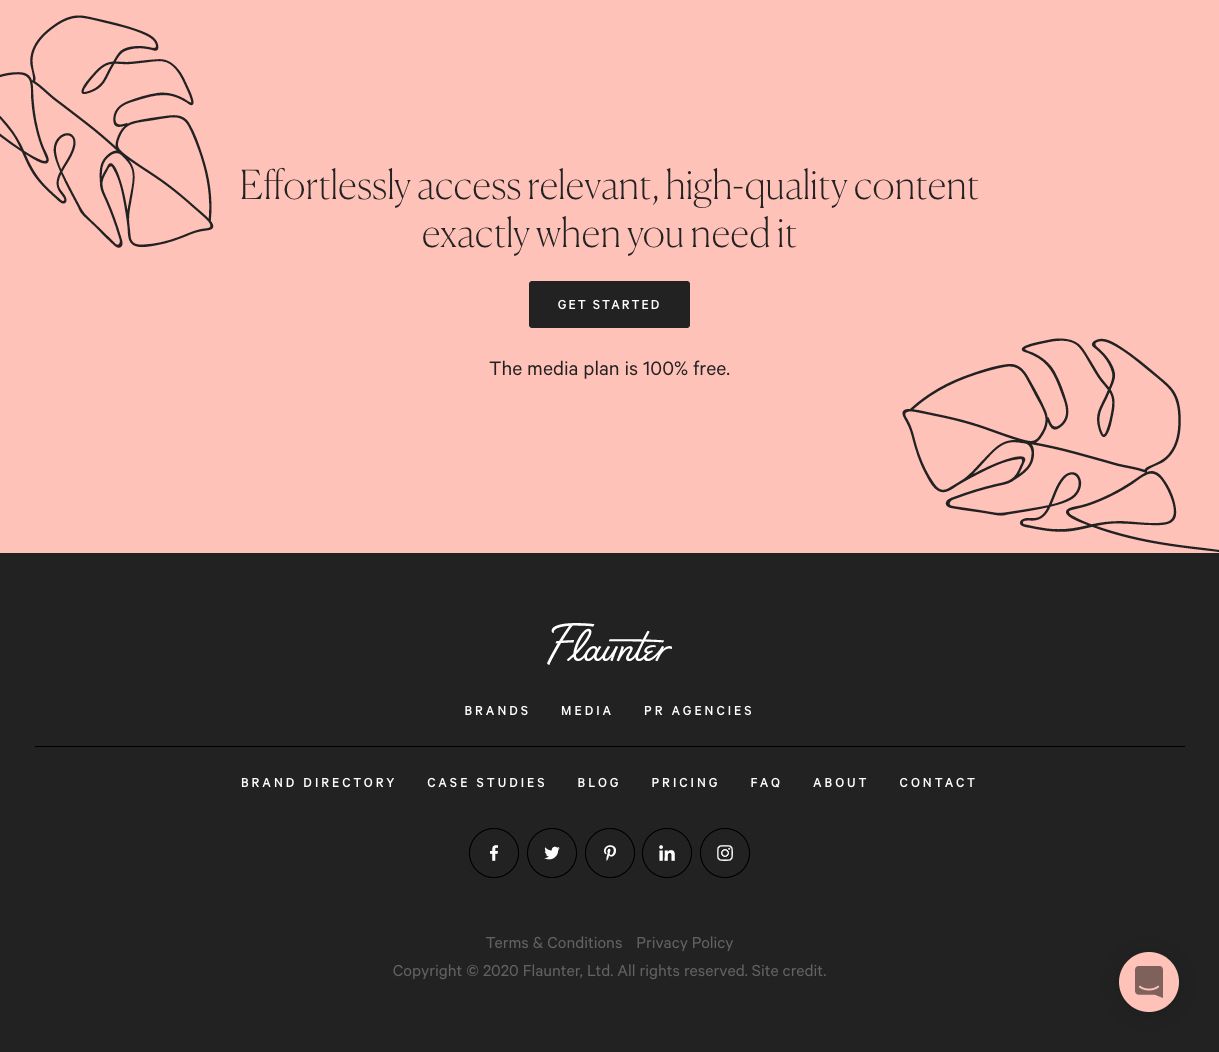 Effortlessly access relevant, high-quality content
exactly when you need it
GET STARTED
The media plan is 100% free.
Flaunter
BRANDS MEDIA PR AGENCIES
BRAND DIRECTORY CASE STUDIES BLOG PRICING FAQ ABOUT CONTACT
Terms & Conditions Privacy Policy
Copyright © 2020 Flaunter, Ltd. All rights reserved. Site credit.